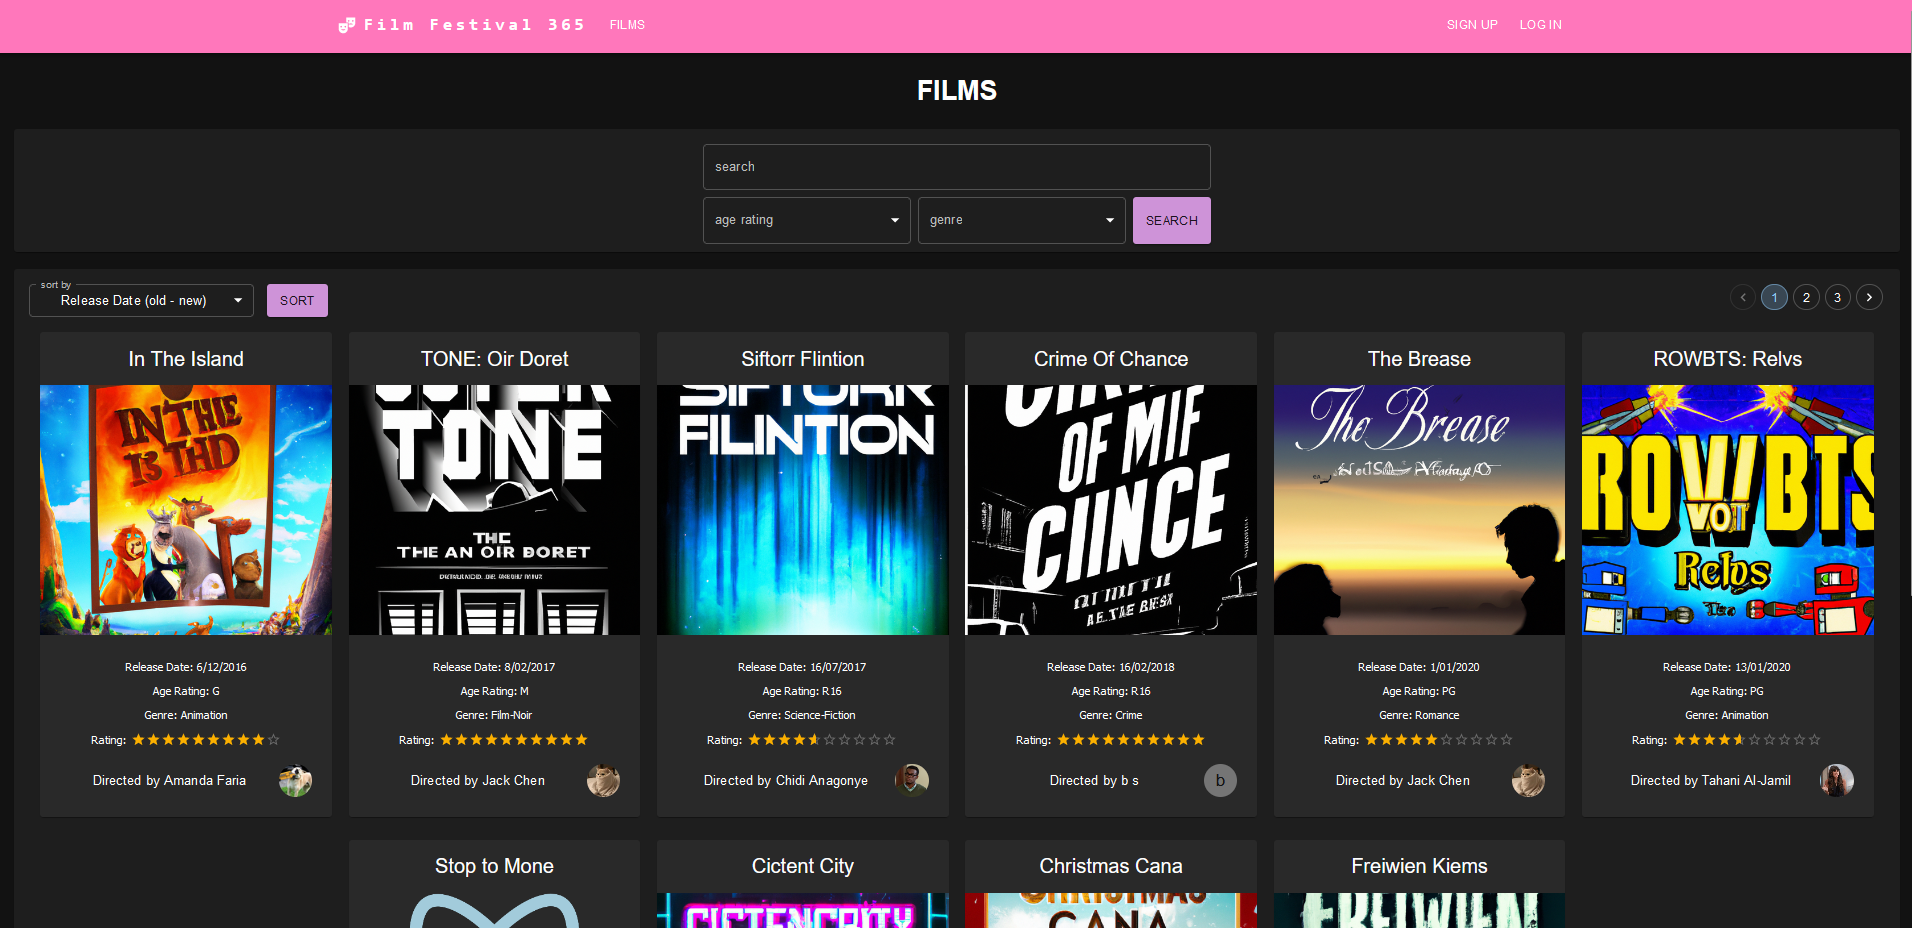 Film Festival 365 FILMS SIGN UP LOG IN
FILMS
search
age rating genre SEARCH
sort by
Release Date (old - new) SORT 1 2 3
In The Island
IN THIE
IS THD
Release Date: 6/12/2016
Age Rating: G
Genre: Animation
Rating:
Directed by Amanda Faria
TONE: Oir Doret
TONE
THE
THE AN OIR DORET
Release Date: 8/02/2017
Age Rating: M
Genre: Film-Noir
Rating:
Directed by Jack Chen
Siftorr Flintion
SIFTORR
FILINTION
Release Date: 16/07/2017
Age Rating: R16
Genre: Science-Fiction
Rating:
Directed by Chidi Anagonye
Crime Of Chance
OF MIF
CIINCE
Release Date: 16/02/2018
Age Rating: R16
Genre: Crime
Rating:
Directed by b s
b
The Brease
The Brease
Release Date: 1/01/2020
Age Rating: PG
Genre: Romance
Rating:
Directed by Jack Chen
ROWBTS: Relvs
ROWBTS
VOT
Relos
Release Date: 13/01/2020
Age Rating: PG
Genre: Animation
Rating:
Directed by Tahani Al-Jamil
Stop to Mone
Cictent City
CICTENCRITY
Christmas Cana
CHRISTMAS
CANA
Freiwien Kiems
FREIWIEN